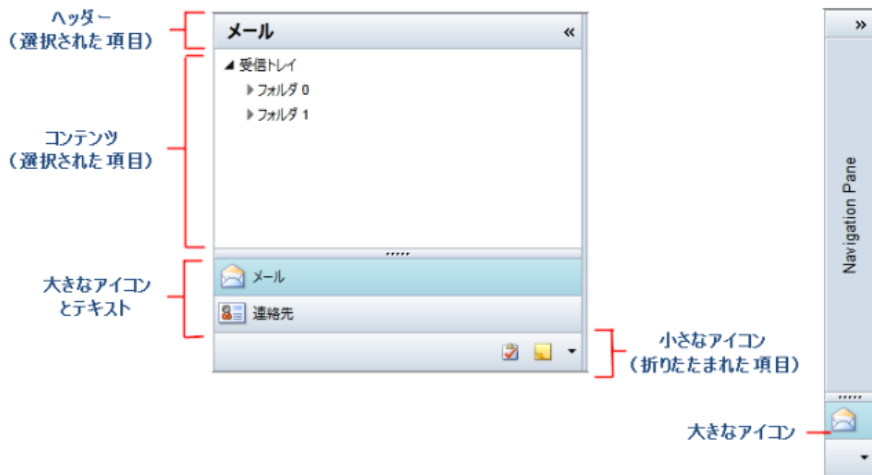 ヘッダー
（選択された項目）
メール
«
»
▲ 受信トレイ
▶ フォルダ 0
▶ フォルダ 1
コンテンツ
（選択された項目）
Navigation Pane
大きなアイコン
とテキスト
メール
連絡先
小さなアイコン
（折りたたまれた項目）
大きなアイコン